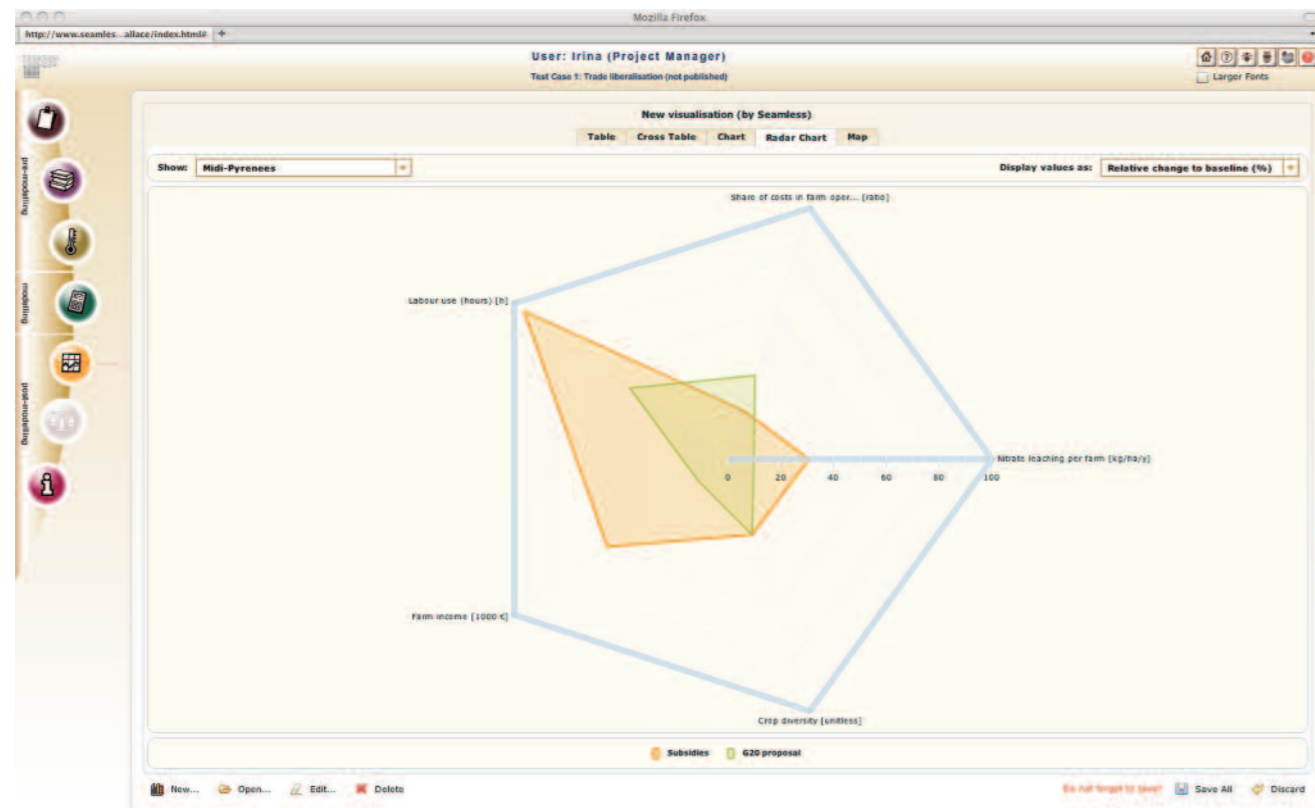 Mozilla Firefox
http://www.seamles...allace/index.html#
+
User: Irina (Project Manager)
Test Case 1: Trade liberalisation (not published)
Larger Fonts
New visualisation (by Seamless)
Table Cross Table Chart Radar Chart Map
Show: Midi-Pyrenees
Display values as: Relative change to baseline (%)
pre-modelling
modelling
post-modelling
Share of costs in farm oper... [ratio]
Labour use (hours) [h]
Nitrate leaching per farm [kg/ha/y]
0 20 40 60 80 100
Farm income [1000 €]
Crop diversity [unitless]
Subsidies G20 proposal
New... Open... Edit... Delete
Do not forget to save! Save All Discard